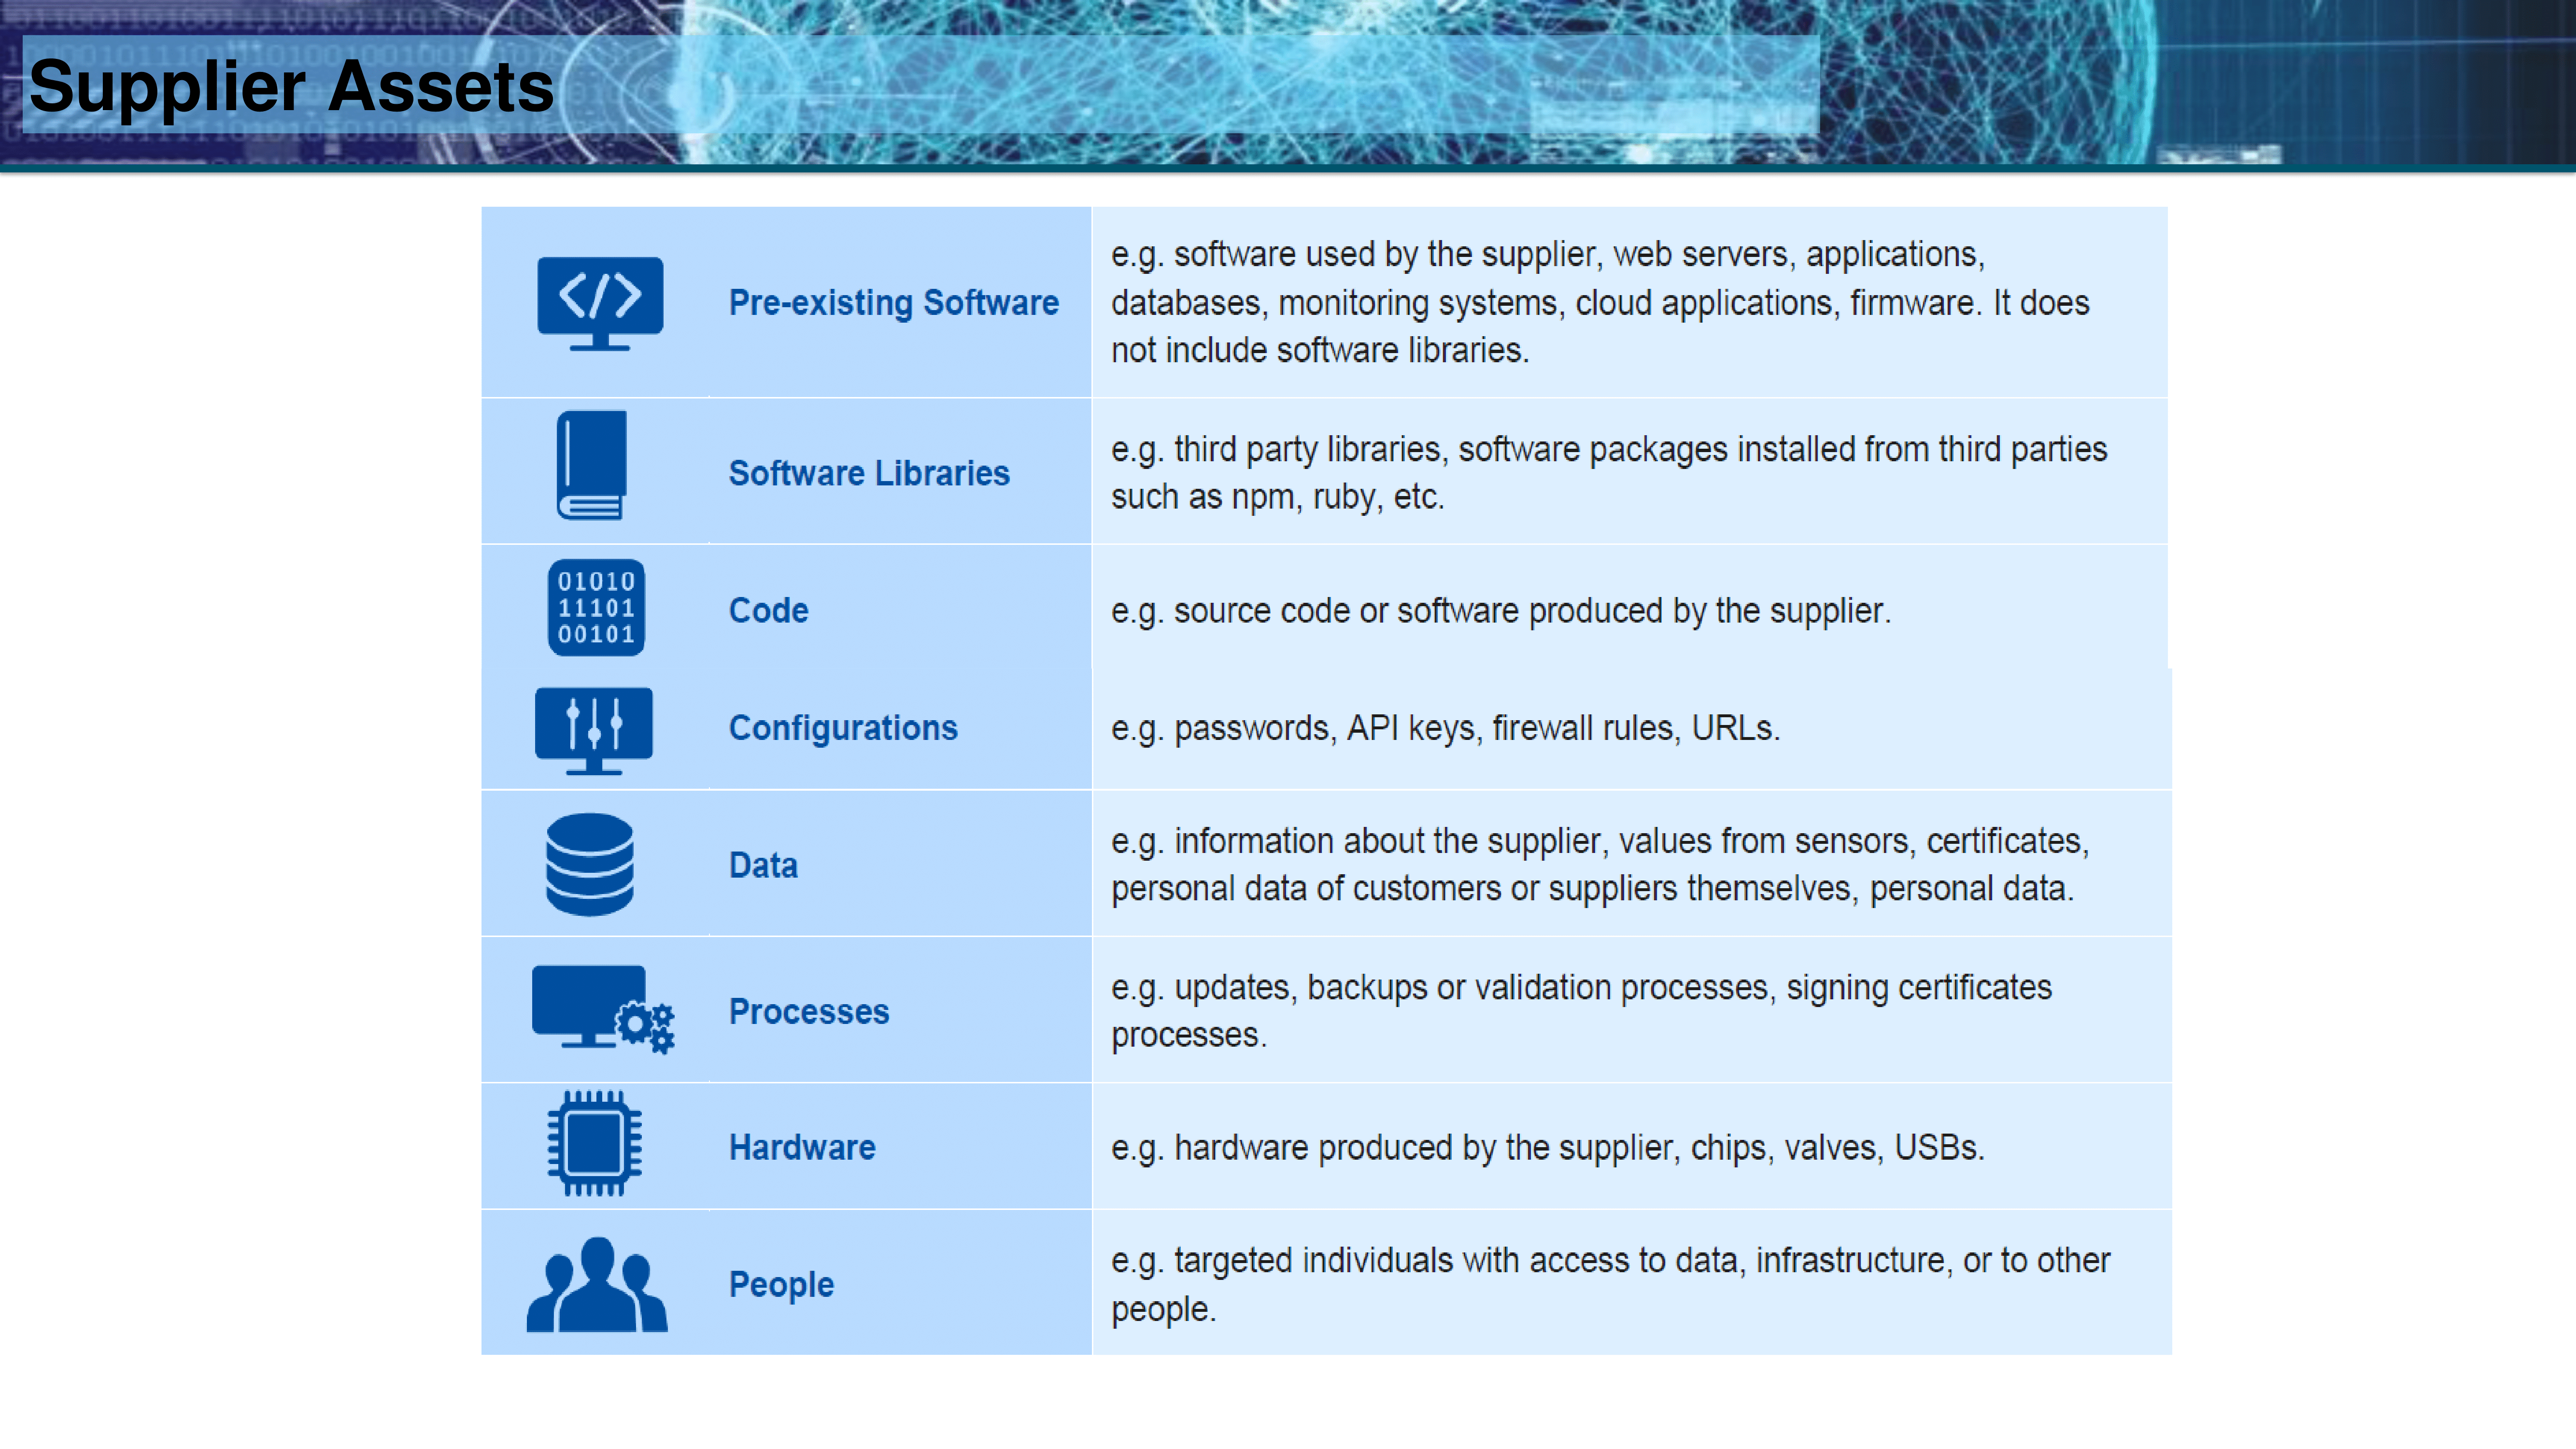 Supplier Assets
Pre-existing Software
e.g. software used by the supplier, web servers, applications,
databases, monitoring systems, cloud applications, firmware. It does
not include software libraries.
Software Libraries
e.g. third party libraries, software packages installed from third parties
such as npm, ruby, etc.
01010
11101
00101
Code
e.g. source code or software produced by the supplier.
Configurations
e.g. passwords, API keys, firewall rules, URLs.
Data
e.g. information about the supplier, values from sensors, certificates,
personal data of customers or suppliers themselves, personal data.
Processes
e.g. updates, backups or validation processes, signing certificates
processes.
Hardware
e.g. hardware produced by the supplier, chips, valves, USBs.
People
e.g. targeted individuals with access to data, infrastructure, or to other
people.